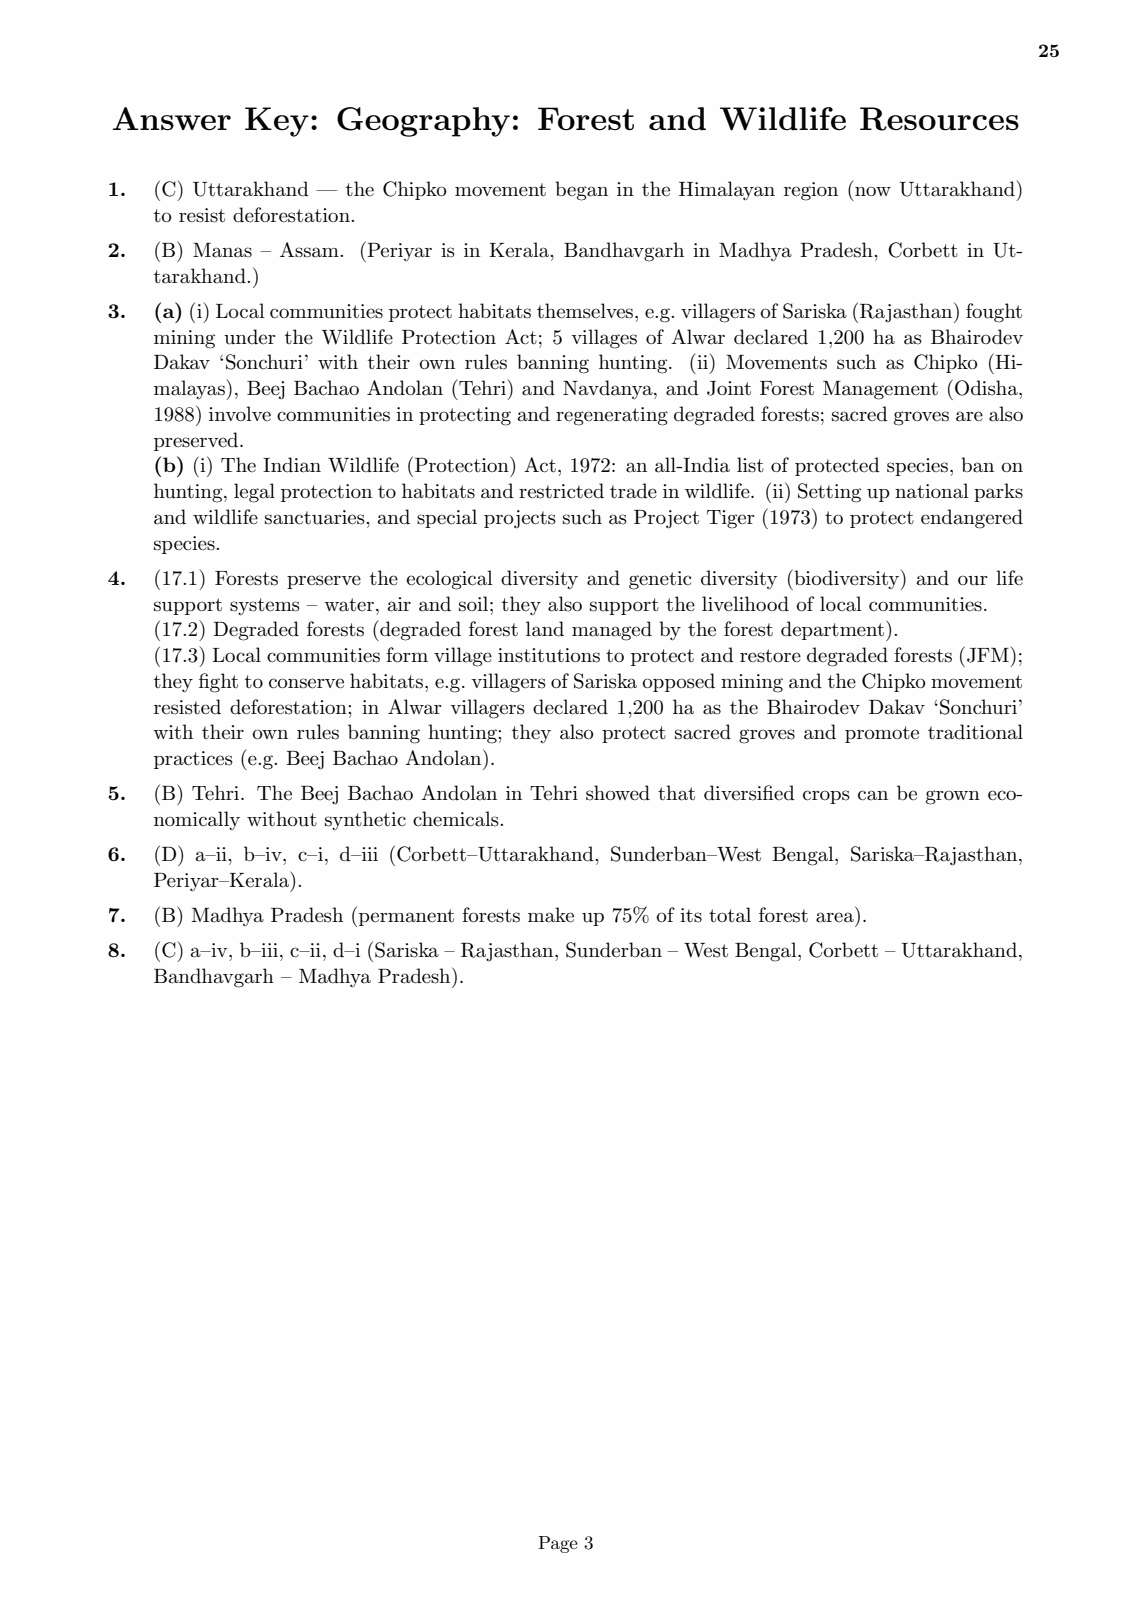 25
Answer Key: Geography: Forest and Wildlife Resources
1. (C) Uttarakhand — the Chipko movement began in the Himalayan region (now Uttarakhand)
to resist deforestation.
2. (B) Manas – Assam. (Periyar is in Kerala, Bandhavgarh in Madhya Pradesh, Corbett in Ut-
tarakhand.)
3. (a) (i) Local communities protect habitats themselves, e.g. villagers of Sariska (Rajasthan) fought
mining under the Wildlife Protection Act; 5 villages of Alwar declared 1,200 ha as Bhairodev
Dakav ‘Sonchuri’ with their own rules banning hunting. (ii) Movements such as Chipko (Hi-
malayas), Beej Bachao Andolan (Tehri) and Navdanya, and Joint Forest Management (Odisha,
1988) involve communities in protecting and regenerating degraded forests; sacred groves are also
preserved.
(b) (i) The Indian Wildlife (Protection) Act, 1972: an all-India list of protected species, ban on
hunting, legal protection to habitats and restricted trade in wildlife. (ii) Setting up national parks
and wildlife sanctuaries, and special projects such as Project Tiger (1973) to protect endangered
species.
4. (17.1) Forests preserve the ecological diversity and genetic diversity (biodiversity) and our life
support systems – water, air and soil; they also support the livelihood of local communities.
(17.2) Degraded forests (degraded forest land managed by the forest department).
(17.3) Local communities form village institutions to protect and restore degraded forests (JFM);
they fight to conserve habitats, e.g. villagers of Sariska opposed mining and the Chipko movement
resisted deforestation; in Alwar villagers declared 1,200 ha as the Bhairodev Dakav ‘Sonchuri’
with their own rules banning hunting; they also protect sacred groves and promote traditional
practices (e.g. Beej Bachao Andolan).
5. (B) Tehri. The Beej Bachao Andolan in Tehri showed that diversified crops can be grown eco-
nomically without synthetic chemicals.
6. (D) a–ii, b–iv, c–i, d–iii (Corbett–Uttarakhand, Sunderban–West Bengal, Sariska–Rajasthan,
Periyar–Kerala).
7. (B) Madhya Pradesh (permanent forests make up 75% of its total forest area).
8. (C) a–iv, b–iii, c–ii, d–i (Sariska – Rajasthan, Sunderban – West Bengal, Corbett – Uttarakhand,
Bandhavgarh – Madhya Pradesh).
Page 3